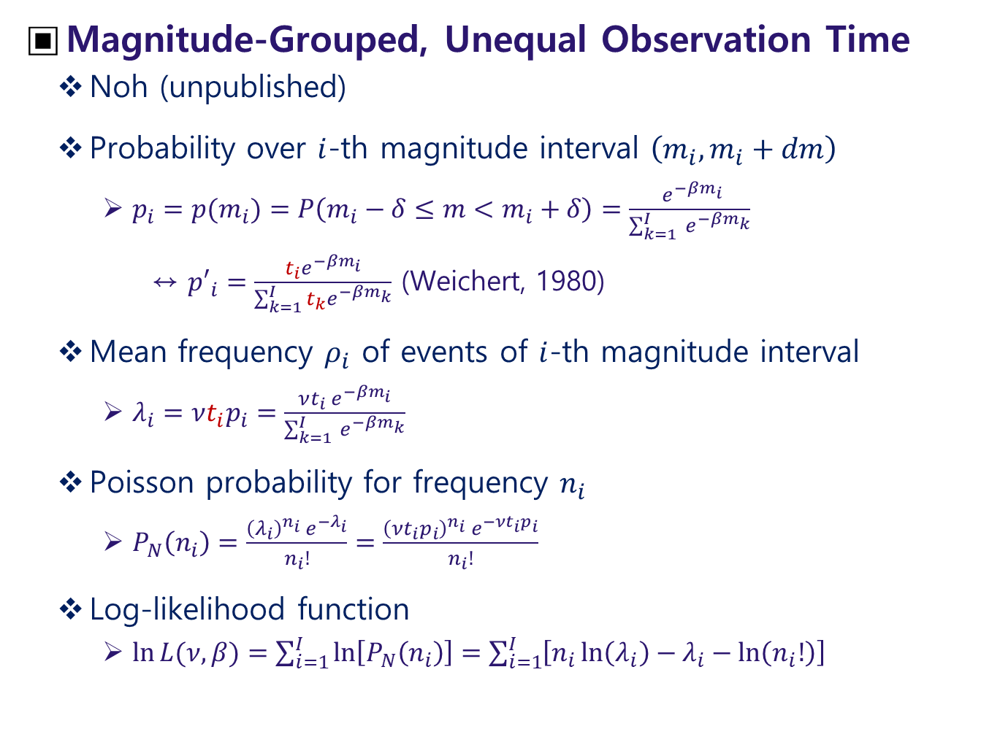 ▣ Magnitude-Grouped, Unequal Observation Time
❖ Noh (unpublished)
❖ Probability over $i$-th magnitude interval $(m_i, m_i + dm)$
➢ $p_i = p(m_i) = P(m_i - \delta \leq m < m_i + \delta) = \frac{e^{-\beta m_i}}{\sum_{k=1}^{I} e^{-\beta m_k}}$
$\leftrightarrow p'_i = \frac{t_i e^{-\beta m_i}}{\sum_{k=1}^{I} t_k e^{-\beta m_k}}$ (Weichert, 1980)
❖ Mean frequency $\rho_i$ of events of $i$-th magnitude interval
➢ $\lambda_i = \nu t_i p_i = \frac{\nu t_i e^{-\beta m_i}}{\sum_{k=1}^{I} e^{-\beta m_k}}$
❖ Poisson probability for frequency $n_i$
➢ $P_N(n_i) = \frac{(\lambda_i)^{n_i} e^{-\lambda_i}}{n_i!} = \frac{(\nu t_i p_i)^{n_i} e^{-\nu t_i p_i}}{n_i!}$
❖ Log-likelihood function
➢ $\ln L(\nu, \beta) = \sum_{i=1}^{I} \ln[P_N(n_i)] = \sum_{i=1}^{I} [n_i \ln(\lambda_i) - \lambda_i - \ln(n_i!)]$